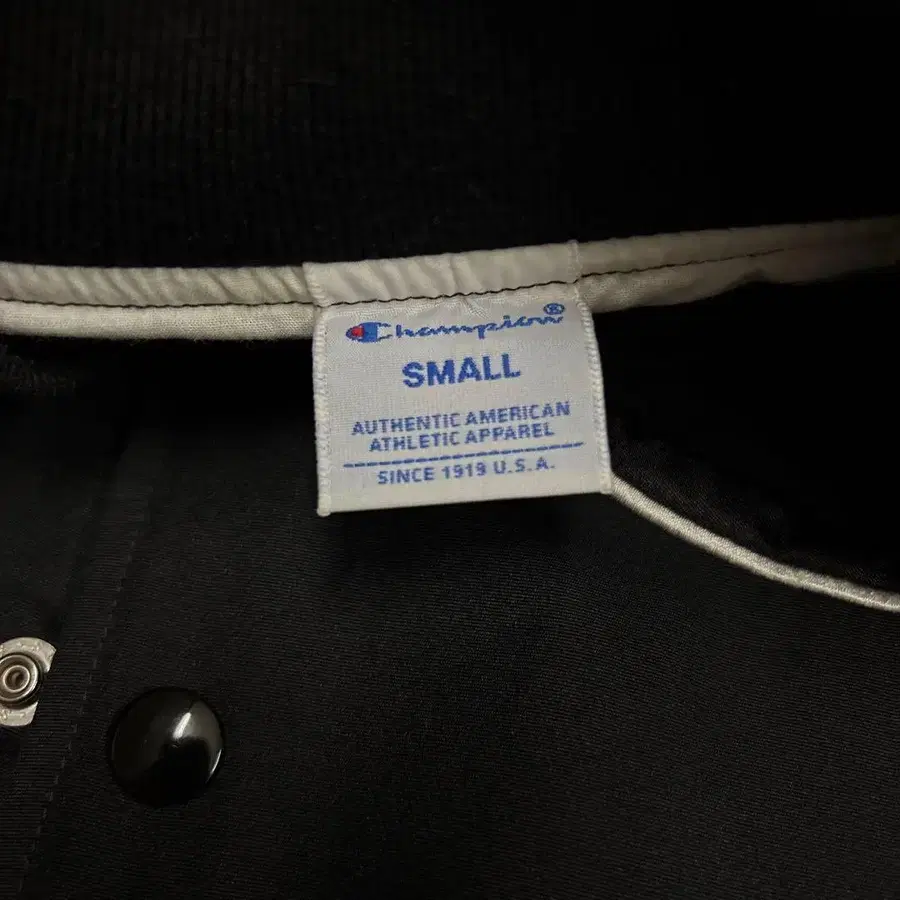 Champion®
SMALL
AUTHENTIC AMERICAN
ATHLETIC APPAREL
SINCE 1919 U.S.A.